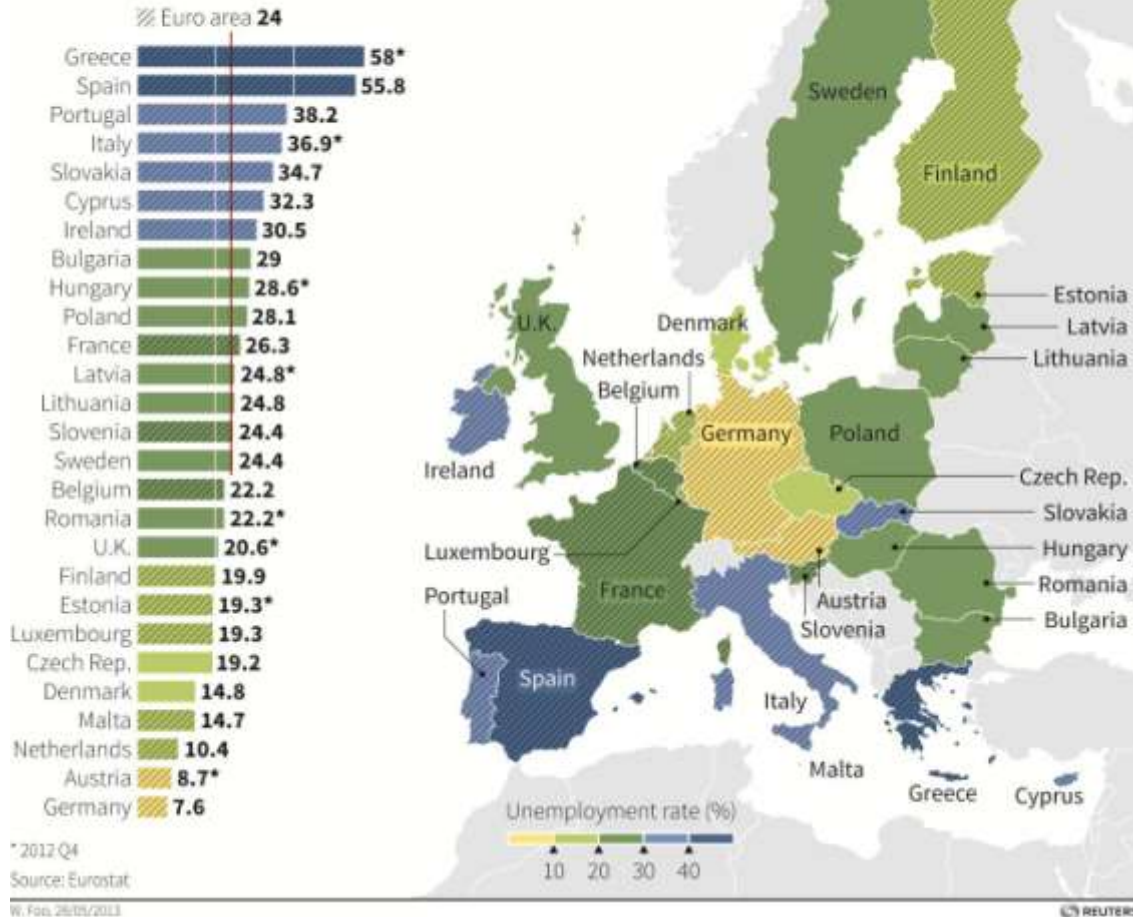 Euro area 24
Greece 58*
Spain 55.8
Portugal 38.2
Italy 36.9*
Slovakia 34.7
Cyprus 32.3
Ireland 30.5
Bulgaria 29
Hungary 28.6*
Poland 28.1
France 26.3
Latvia 24.8*
Lithuania 24.8
Slovenia 24.4
Sweden 24.4
Belgium 22.2
Romania 22.2*
U.K. 20.6*
Finland 19.9
Estonia 19.3*
Luxembourg 19.3
Czech Rep. 19.2
Denmark 14.8
Malta 14.7
Netherlands 10.4
Austria 8.7*
Germany 7.6
* 2012 Q4
Source: Eurostat
Sweden
Finland
Estonia
Latvia
Lithuania
U.K.
Denmark
Netherlands
Belgium
Germany
Poland
Ireland
Czech Rep.
Slovakia
Luxembourg
Hungary
France
Romania
Portugal
Austria
Slovenia
Bulgaria
Spain
Italy
Malta
Greece
Cyprus
Unemployment rate (%)
10 20 30 40
REUTERS